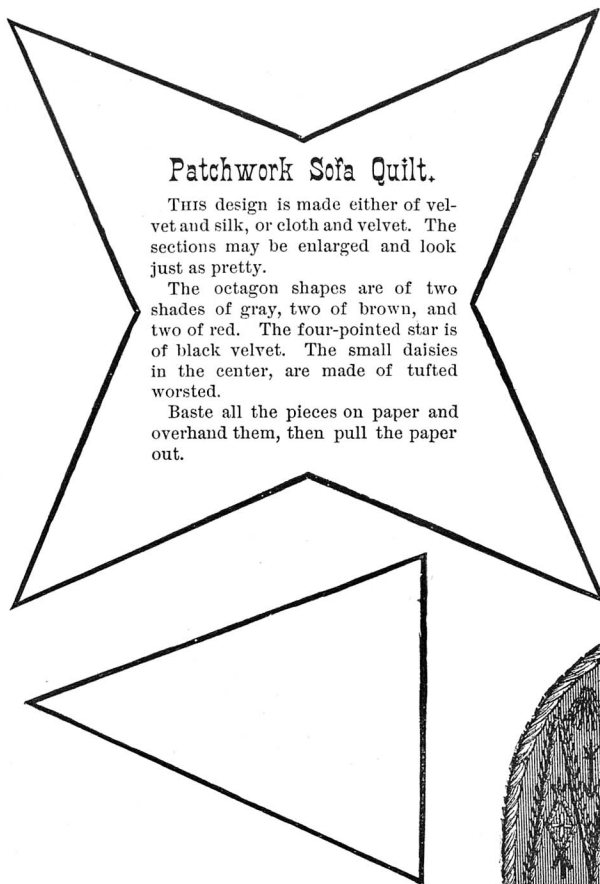 Patchwork Sofa Quilt.
THIS design is made either of vel-
vet and silk, or cloth and velvet. The
sections may be enlarged and look
just as pretty.
The octagon shapes are of two
shades of gray, two of brown, and
two of red. The four-pointed star is
of black velvet. The small daisies
in the center, are made of tufted
worsted.
Baste all the pieces on paper and
overhand them, then pull the paper
out.